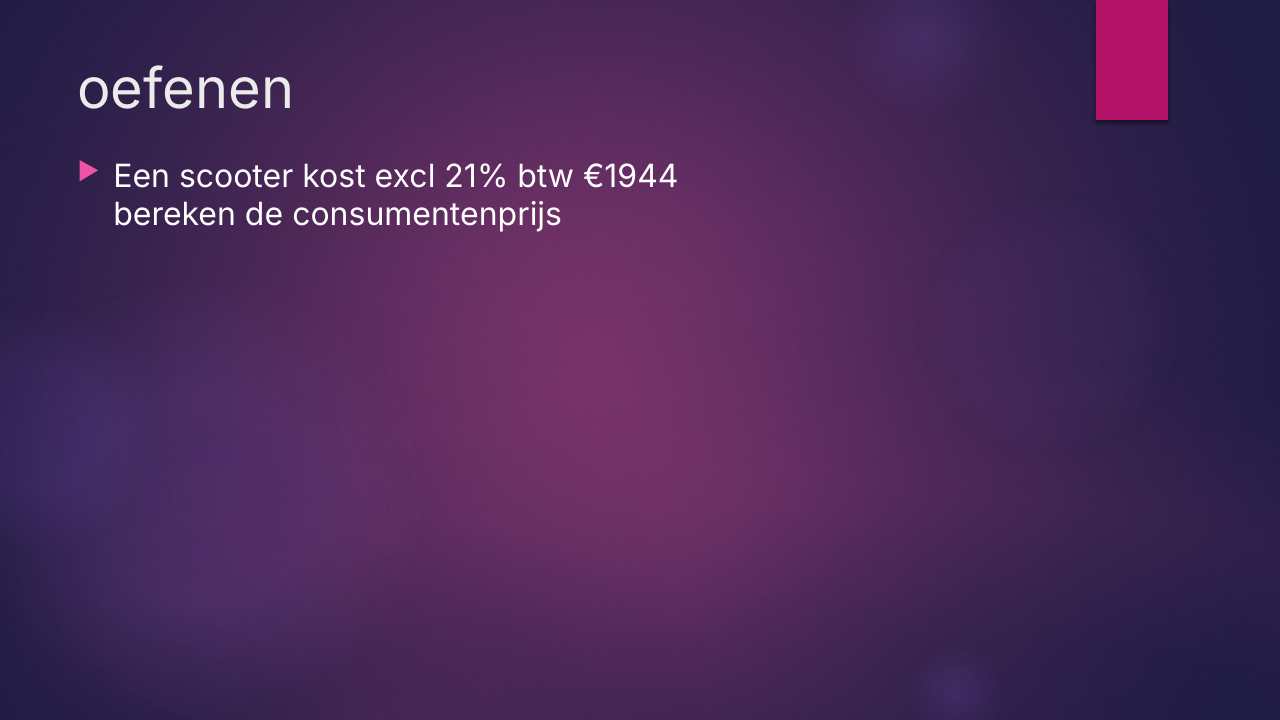 oefenen
Een scooter kost excl 21% btw €1944
bereken de consumentenprijs